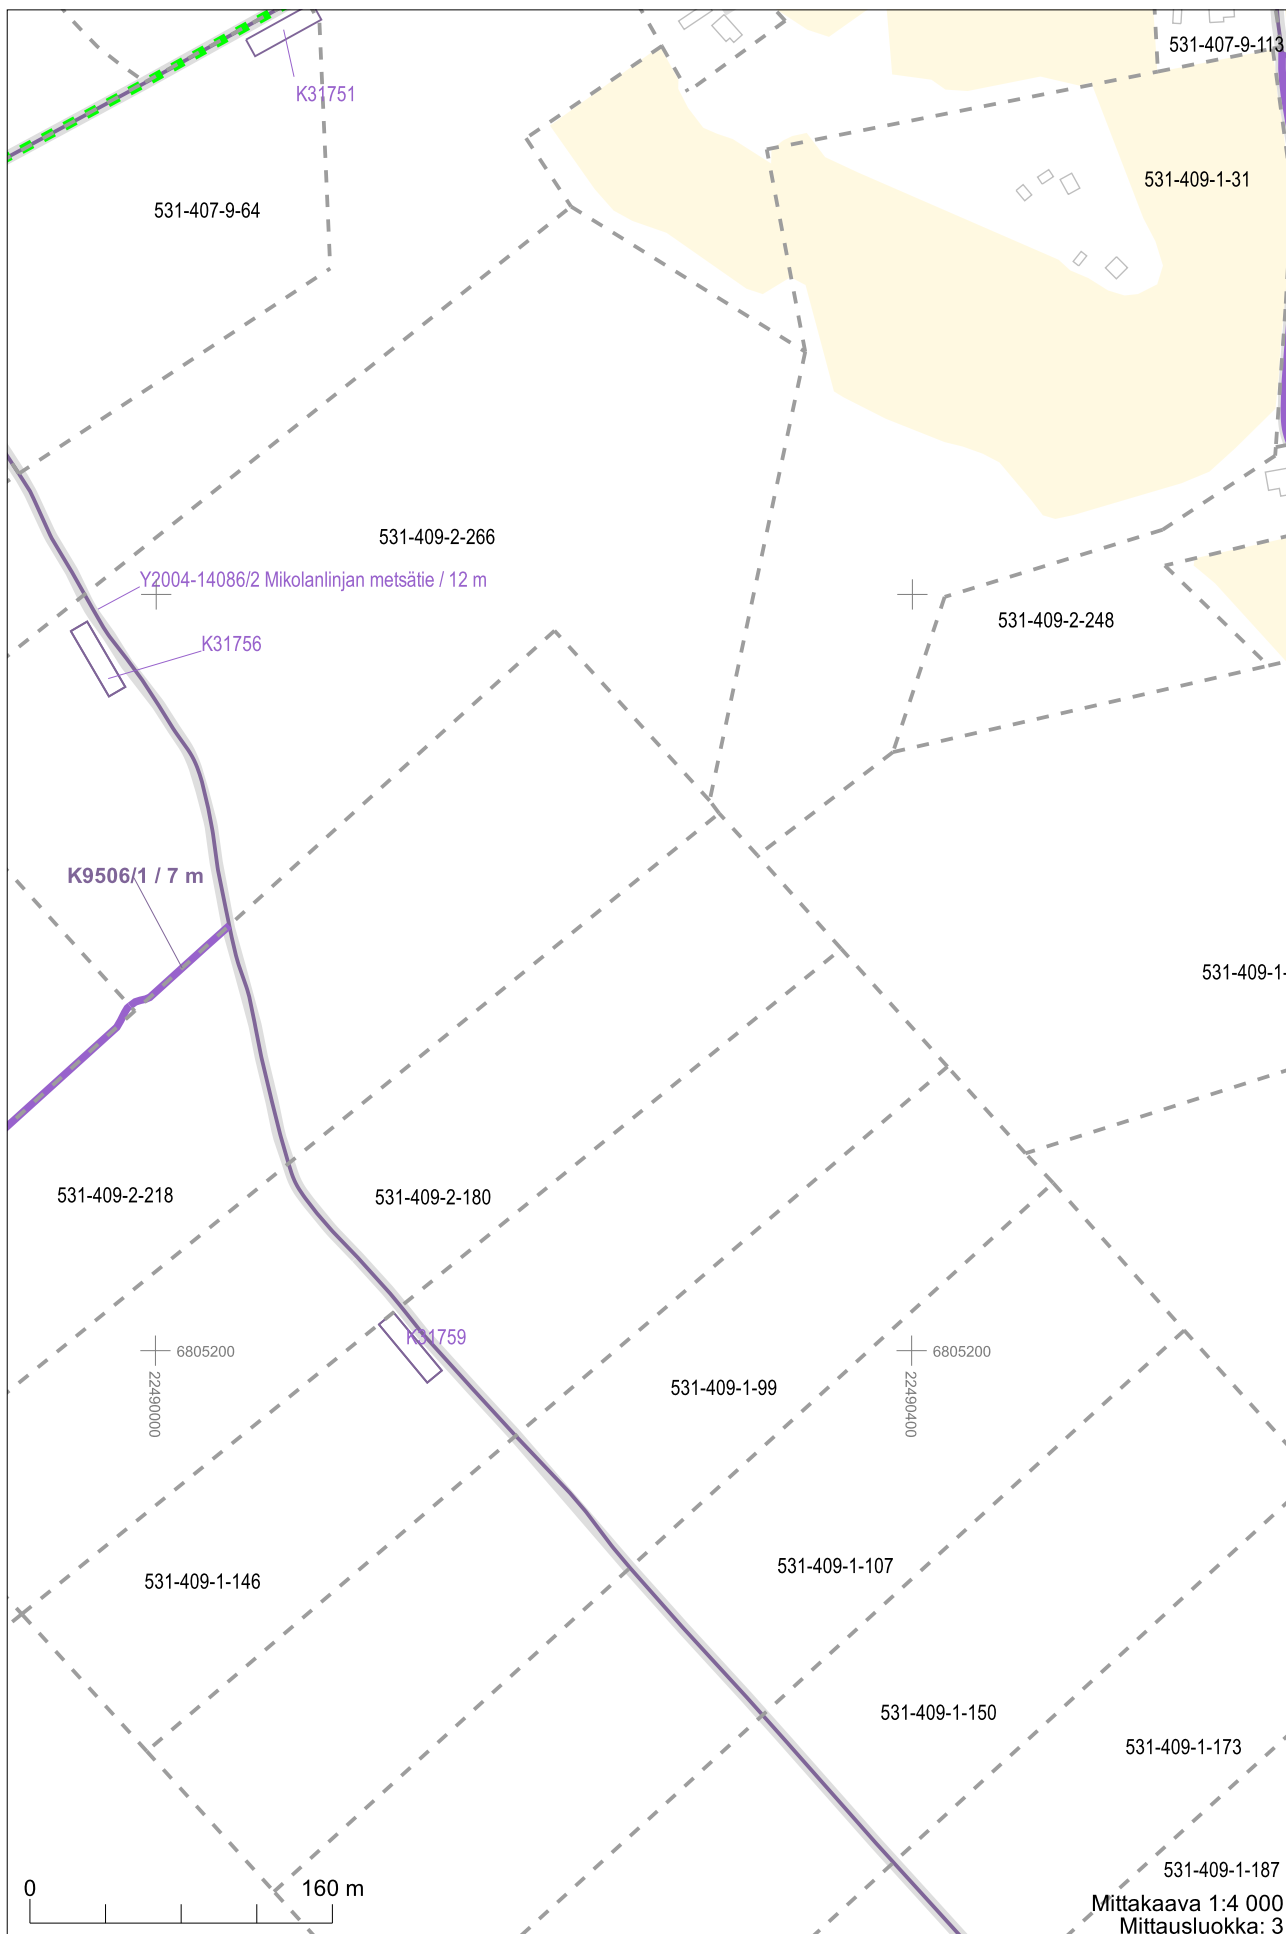 531-407-9-113
K31751
531-409-1-31
531-407-9-64
531-409-2-266
Y2004-14086/2 Mikolanlinjan metsätie / 12 m
531-409-2-248
K31756
K9506/1 / 7 m
531-409-1-
531-409-2-218
531-409-2-180
K31759
6805200
22490000
6805200
22490400
531-409-1-99
531-409-1-107
531-409-1-146
531-409-1-150
531-409-1-173
531-409-1-187
0 160 m
Mittakaava 1:4 000
Mittausluokka: 3